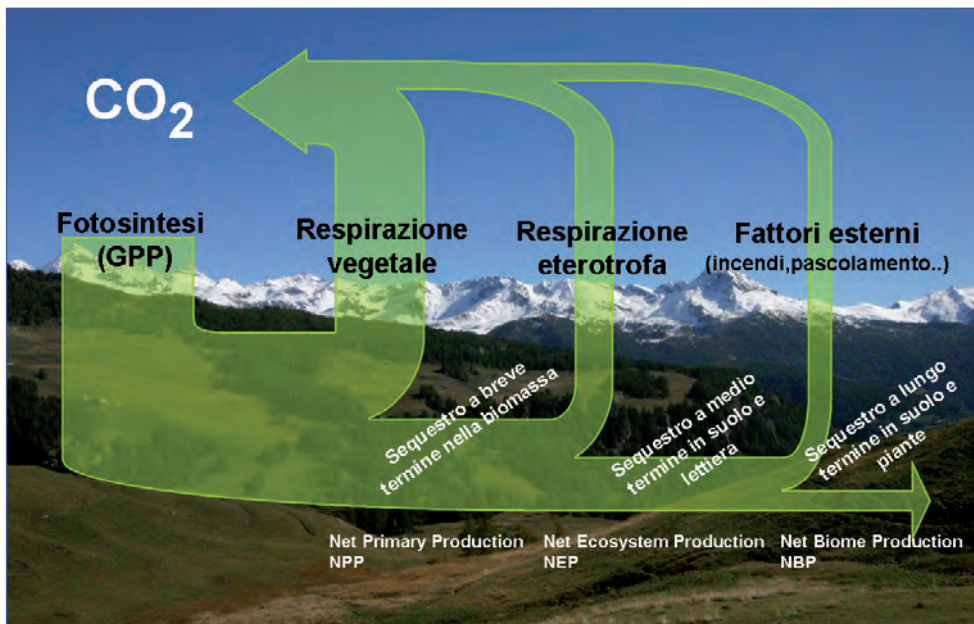 CO2
Fotosintesi
(GPP)
Respirazione
vegetale
Respirazione
eterotrofa
Fattori esterni
(incendi,pascolamento..)
Sequestro a breve
termine nella biomassa
Sequestro a medio
termine in suolo e
lettiera
Sequestro a lungo
termine in suolo e
piante
Net Primary Production
NPP
Net Ecosystem Production
NEP
Net Biome Production
NBP